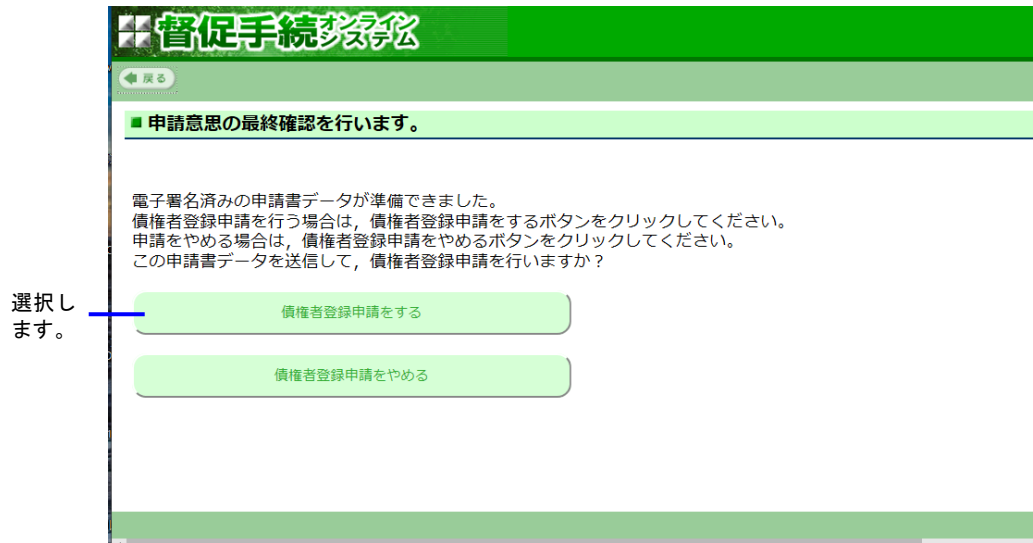 督促手続オンラインシステム
戻る
申請意思の最終確認を行います。
電子署名済みの申請書データが準備できました。
債権者登録申請を行う場合は，債権者登録申請をするボタンをクリックしてください。
申請をやめる場合は，債権者登録申請をやめるボタンをクリックしてください。
この申請書データを送信して，債権者登録申請を行いますか？
選択し
ます。
債権者登録申請をする
債権者登録申請をやめる